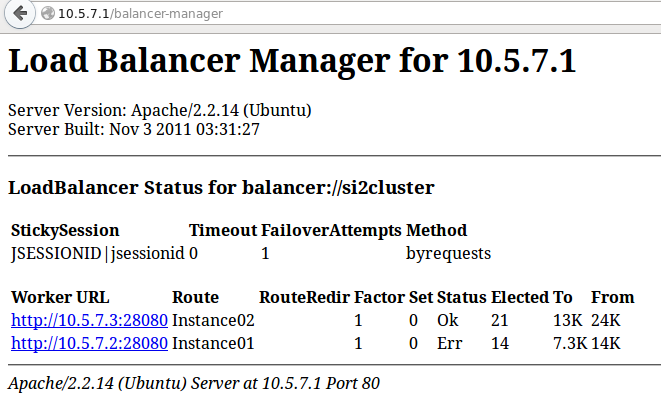 10.5.7.1/balancer-manager
Load Balancer Manager for 10.5.7.1
Server Version: Apache/2.2.14 (Ubuntu)
Server Built: Nov 3 2011 03:31:27
LoadBalancer Status for balancer://si2cluster
StickySession Timeout FailoverAttempts Method
JSESSIONID|jsessionid 0 1 byrequests
Worker URL Route RouteRedir Factor Set Status Elected To From
http://10.5.7.3:28080 Instance02 1 0 Ok 21 13K 24K
http://10.5.7.2:28080 Instance01 1 0 Err 14 7.3K 14K
Apache/2.2.14 (Ubuntu) Server at 10.5.7.1 Port 80